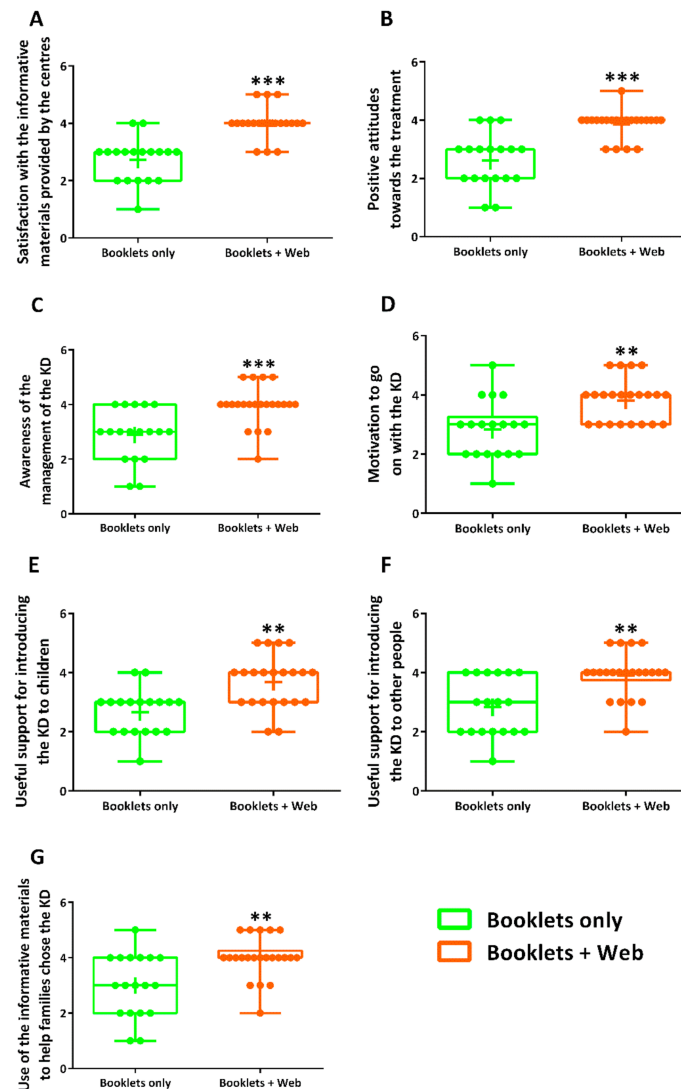 A
Satisfaction with the informative
materials provided by the centres
6
4
2
0
***
Booklets only
Booklets + Web
B
Positive attitudes
towards the treatment
6
4
2
0
***
Booklets only
Booklets + Web
C
Awareness of the
management of the KD
6
4
2
0
***
Booklets only
Booklets + Web
D
Motivation to go
on with the KD
6
4
2
0
**
Booklets only
Booklets + Web
E
Useful support for introducing
the KD to children
6
4
2
0
**
Booklets only
Booklets + Web
F
Useful support for introducing
the KD to other people
6
4
2
0
**
Booklets only
Booklets + Web
G
Use of the informative materials
to help families chose the KD
6
4
2
0
**
Booklets only
Booklets + Web
Booklets only
Booklets + Web